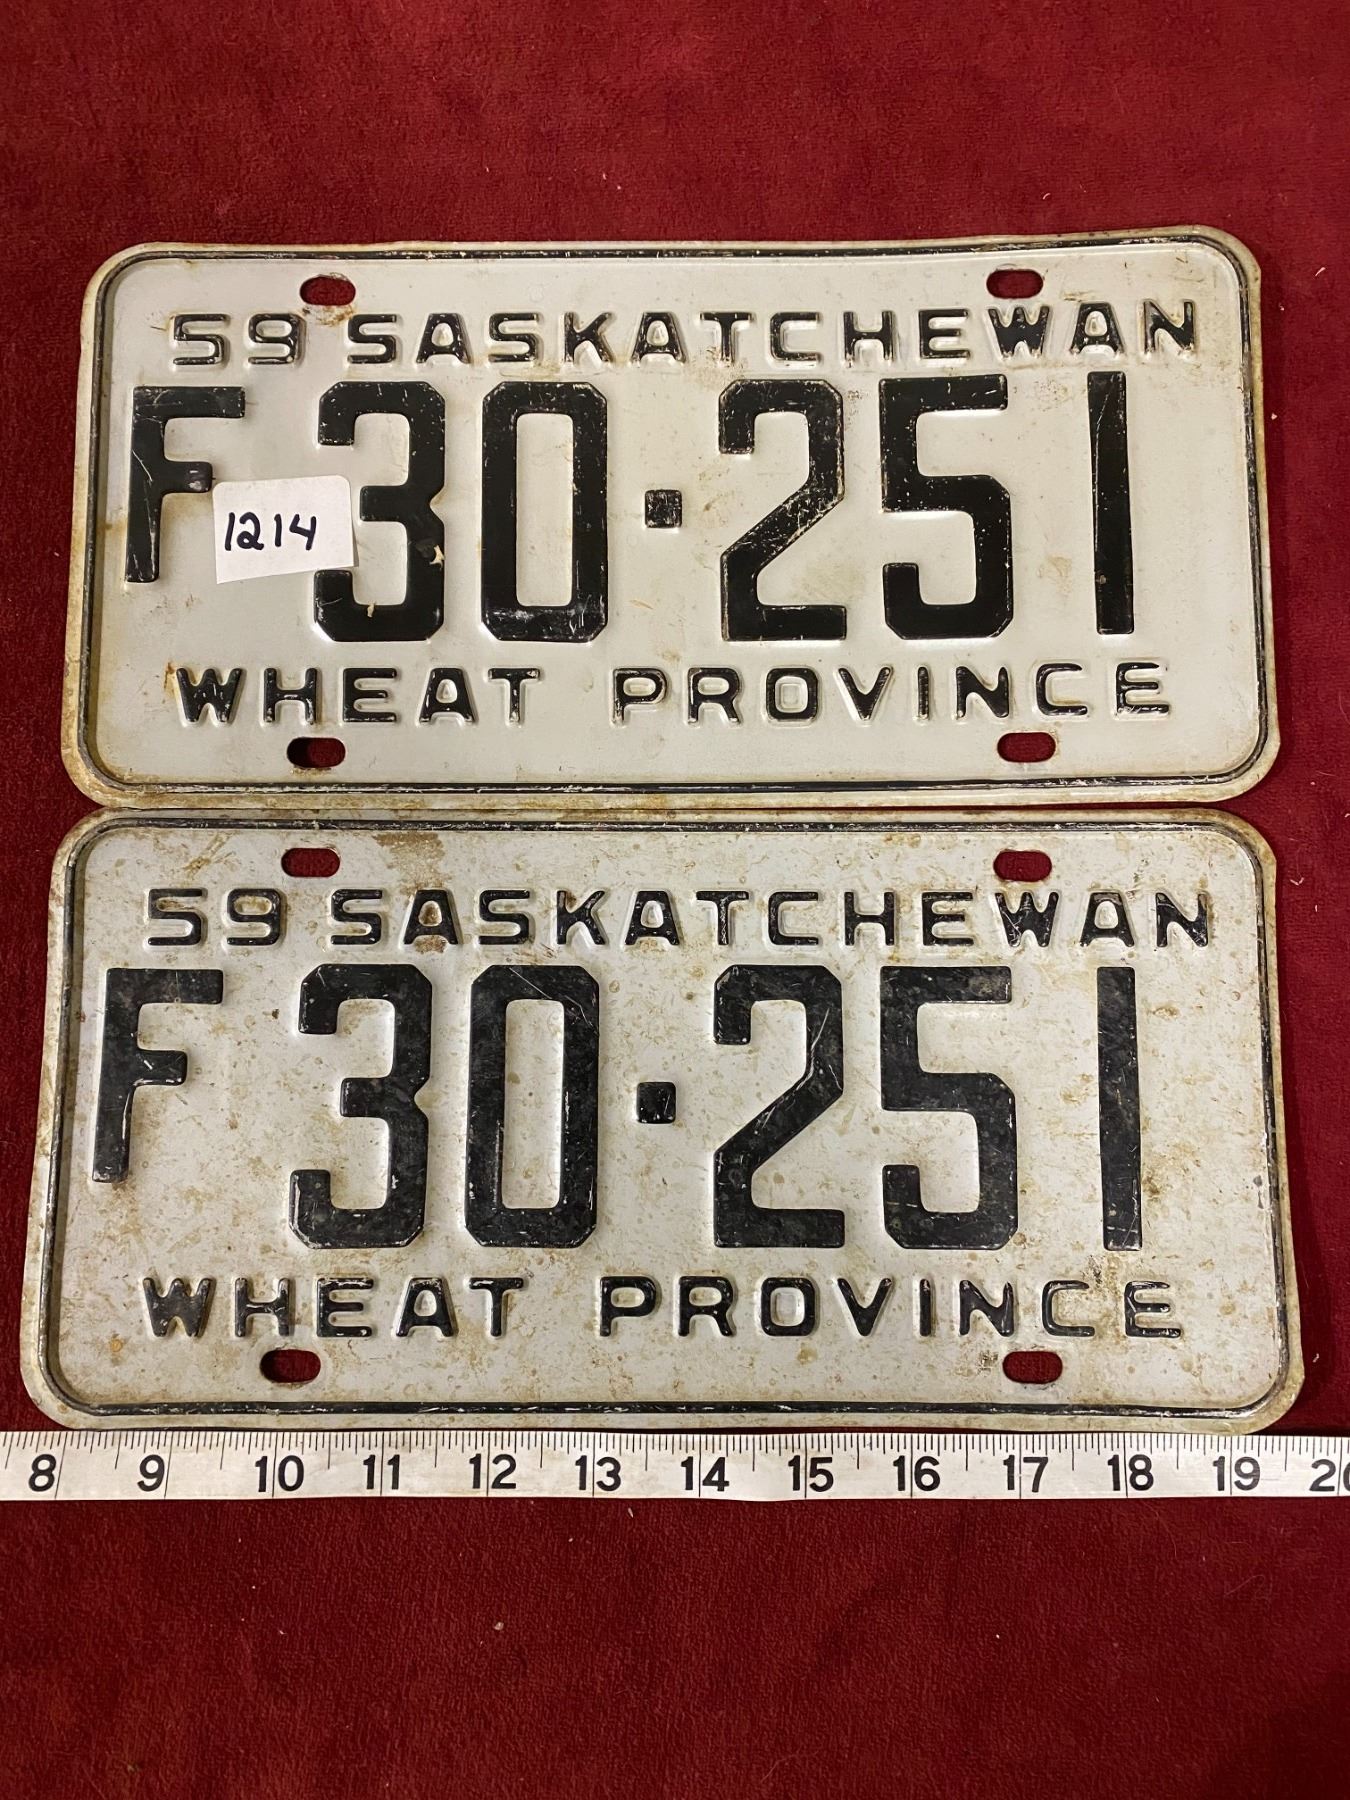 59 SASKATCHEWAN
F 30·251
1214
WHEAT PROVINCE
59 SASKATCHEWAN
F 30·251
WHEAT PROVINCE
8 9 10 11 12 13 14 15 16 17 18 19 20